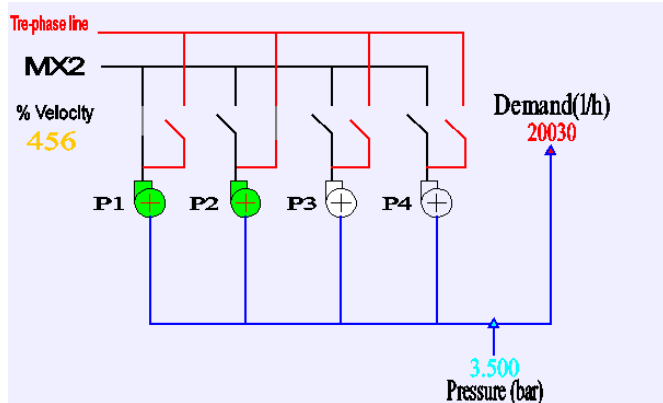 Tre-phase line
MX2
% Velocity
456
Demand(l/h)
20030
P1
P2
P3
P4
3.500
Pressure (bar)